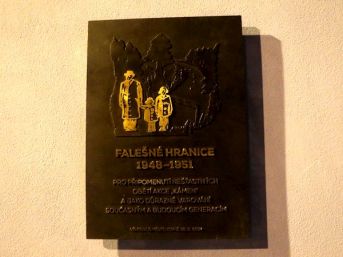 FALEŠNÉ HRANICE
1948–1951
PRO PŘIPOMENUTÍ NEŠŤASTNÝCH
OBĚTÍ AKCE „KÁMEN“
A JAKO DŮRAZNÉ VAROVÁNÍ
SOUČASNÝM A BUDOUCÍM GENERACÍM